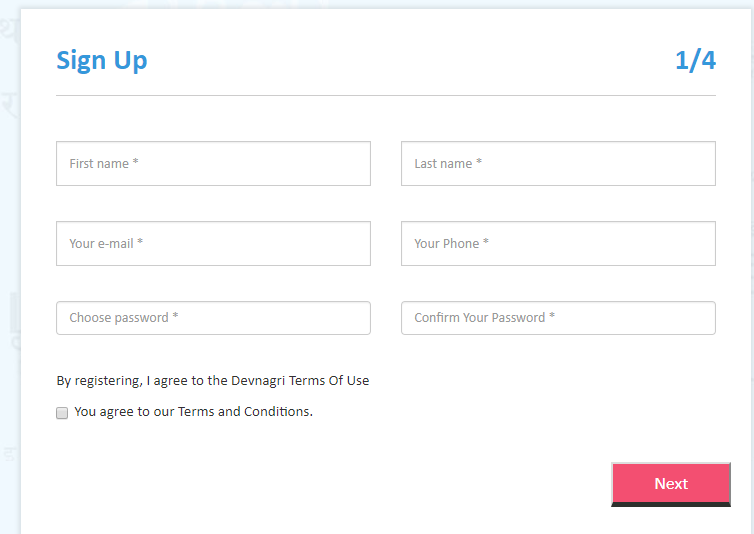 Sign Up 1/4
First name * Last name *
Your e-mail * Your Phone *
Choose password * Confirm Your Password *
By registering, I agree to the Devnagri Terms Of Use
You agree to our Terms and Conditions.
Next